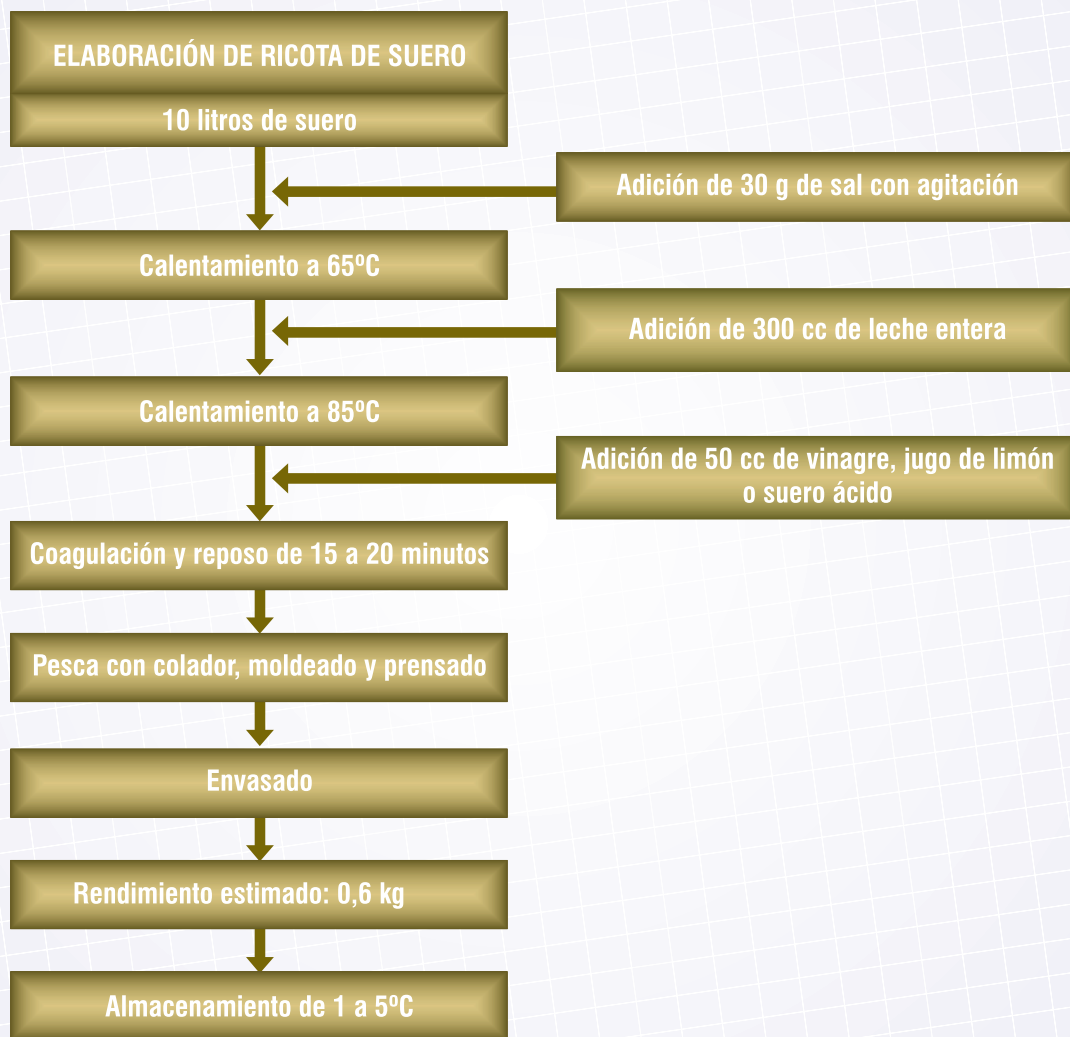 ELABORACIÓN DE RICOTA DE SUERO
10 litros de suero
Adición de 30 g de sal con agitación
Calentamiento a 65ºC
Adición de 300 cc de leche entera
Calentamiento a 85ºC
Adición de 50 cc de vinagre, jugo de limón
o suero ácido
Coagulación y reposo de 15 a 20 minutos
Pesca con colador, moldeado y prensado
Envasado
Rendimiento estimado: 0,6 kg
Almacenamiento de 1 a 5ºC